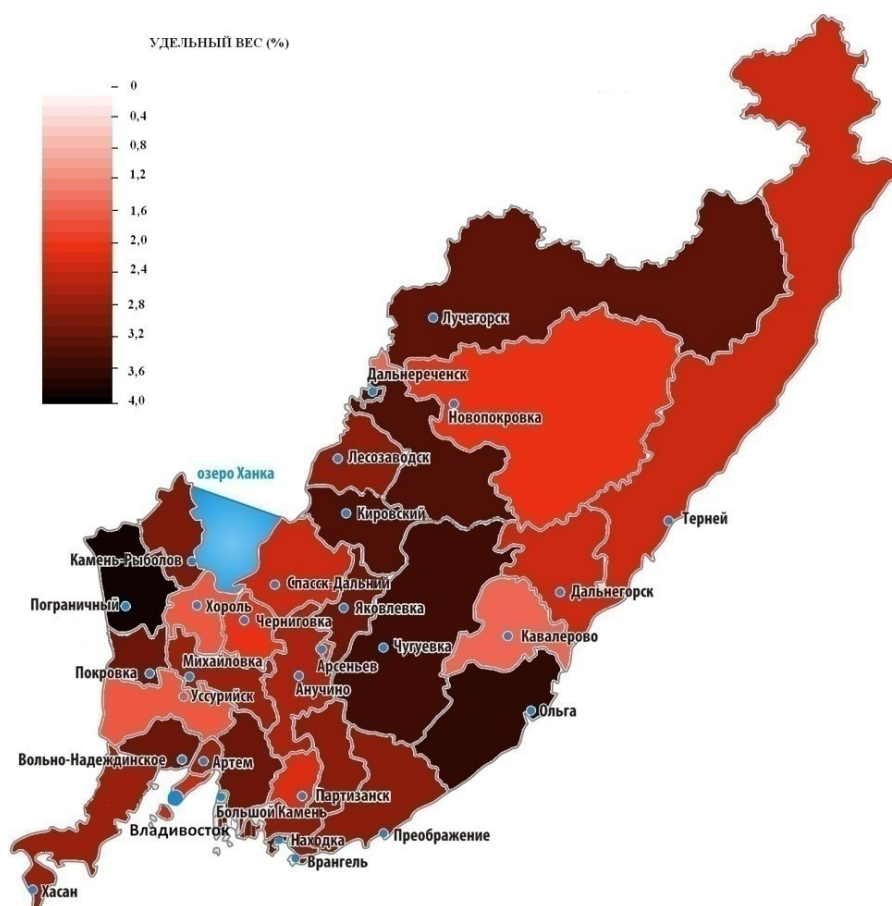 УДЕЛЬНЫЙ ВЕС (%)
0
0,4
0,8
1,2
1,6
2,0
2,4
2,8
3,2
3,6
4,0
Лучегорск
Дальнереченск
Новопокровка
Лесозаводск
озеро Ханка
Кировский
Терней
Камень-Рыболов
Спасск-Дальний
Дальнегорск
Пограничный
Хороль
Яковлевка
Черниговка
Кавалерово
Чугуевка
Арсеньев
Михайловка
Покровка
Анучино
Уссурийск
Ольга
Вольно-Надеждинское
Артем
Партизанск
Большой Камень
Владивосток
Преображение
Находка
Врангель
Хасан